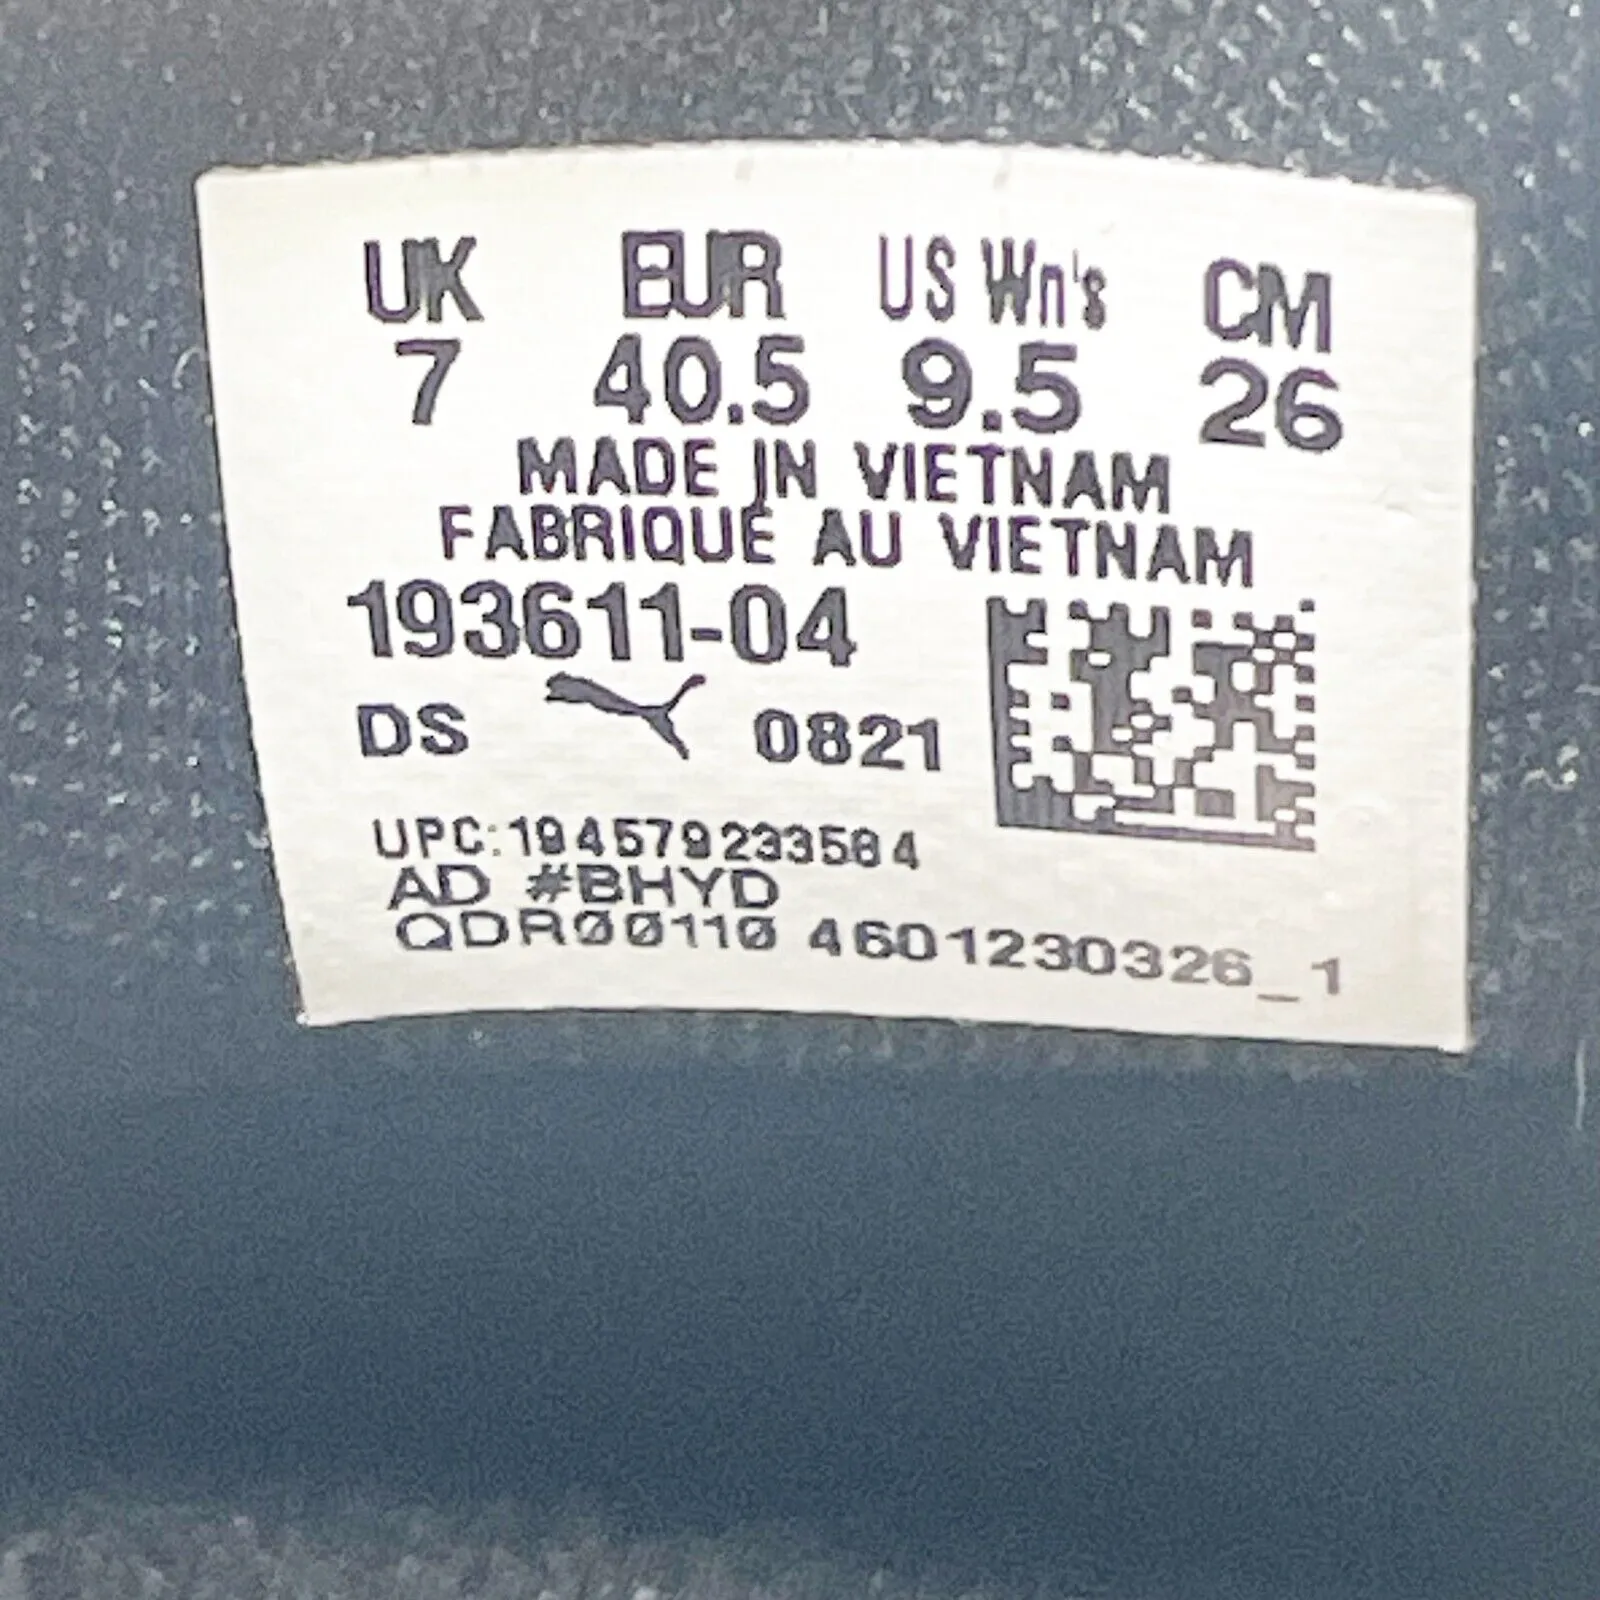 UK EUR US Wn's CM
7 40.5 9.5 26
MADE IN VIETNAM
FABRIQUÉ AU VIETNAM
193611-04
DS 0821
UPC:194579233584
AD #BHYD
QDR00110 4601230326_1